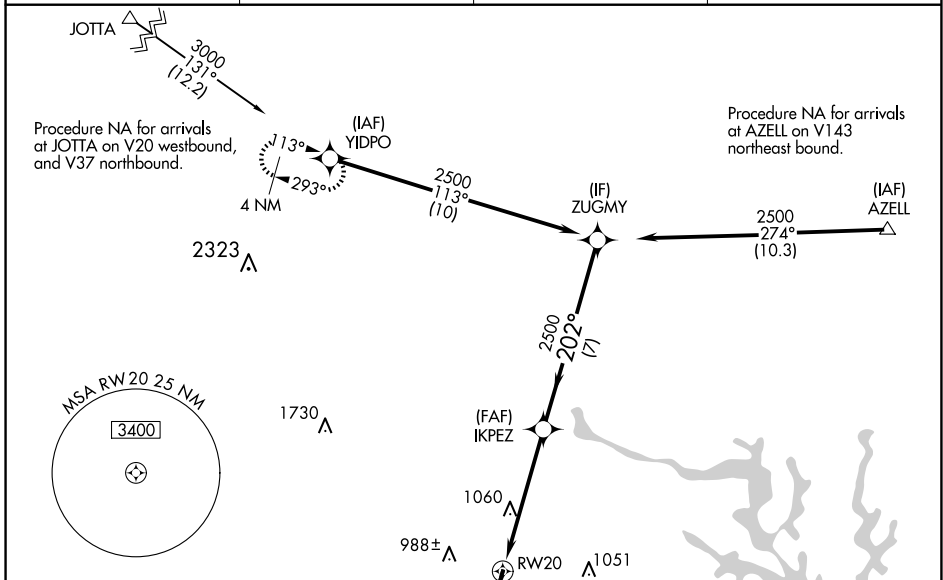 JOTTA
3000
131°
(12.2)
Procedure NA for arrivals
at JOTTA on V20 westbound,
and V37 northbound.
(IAF)
YIDPO
113°
293°
4 NM
2500
113°
(10)
(IF)
ZUGMY
Procedure NA for arrivals
at AZELL on V143
northeast bound.
(IAF)
AZELL
2500
274°
(10.3)
2323
2500
202°
(7)
MSA RW20 25 NM
3400
1730
(FAF)
IKPEZ
1060
988±
RW20
1051